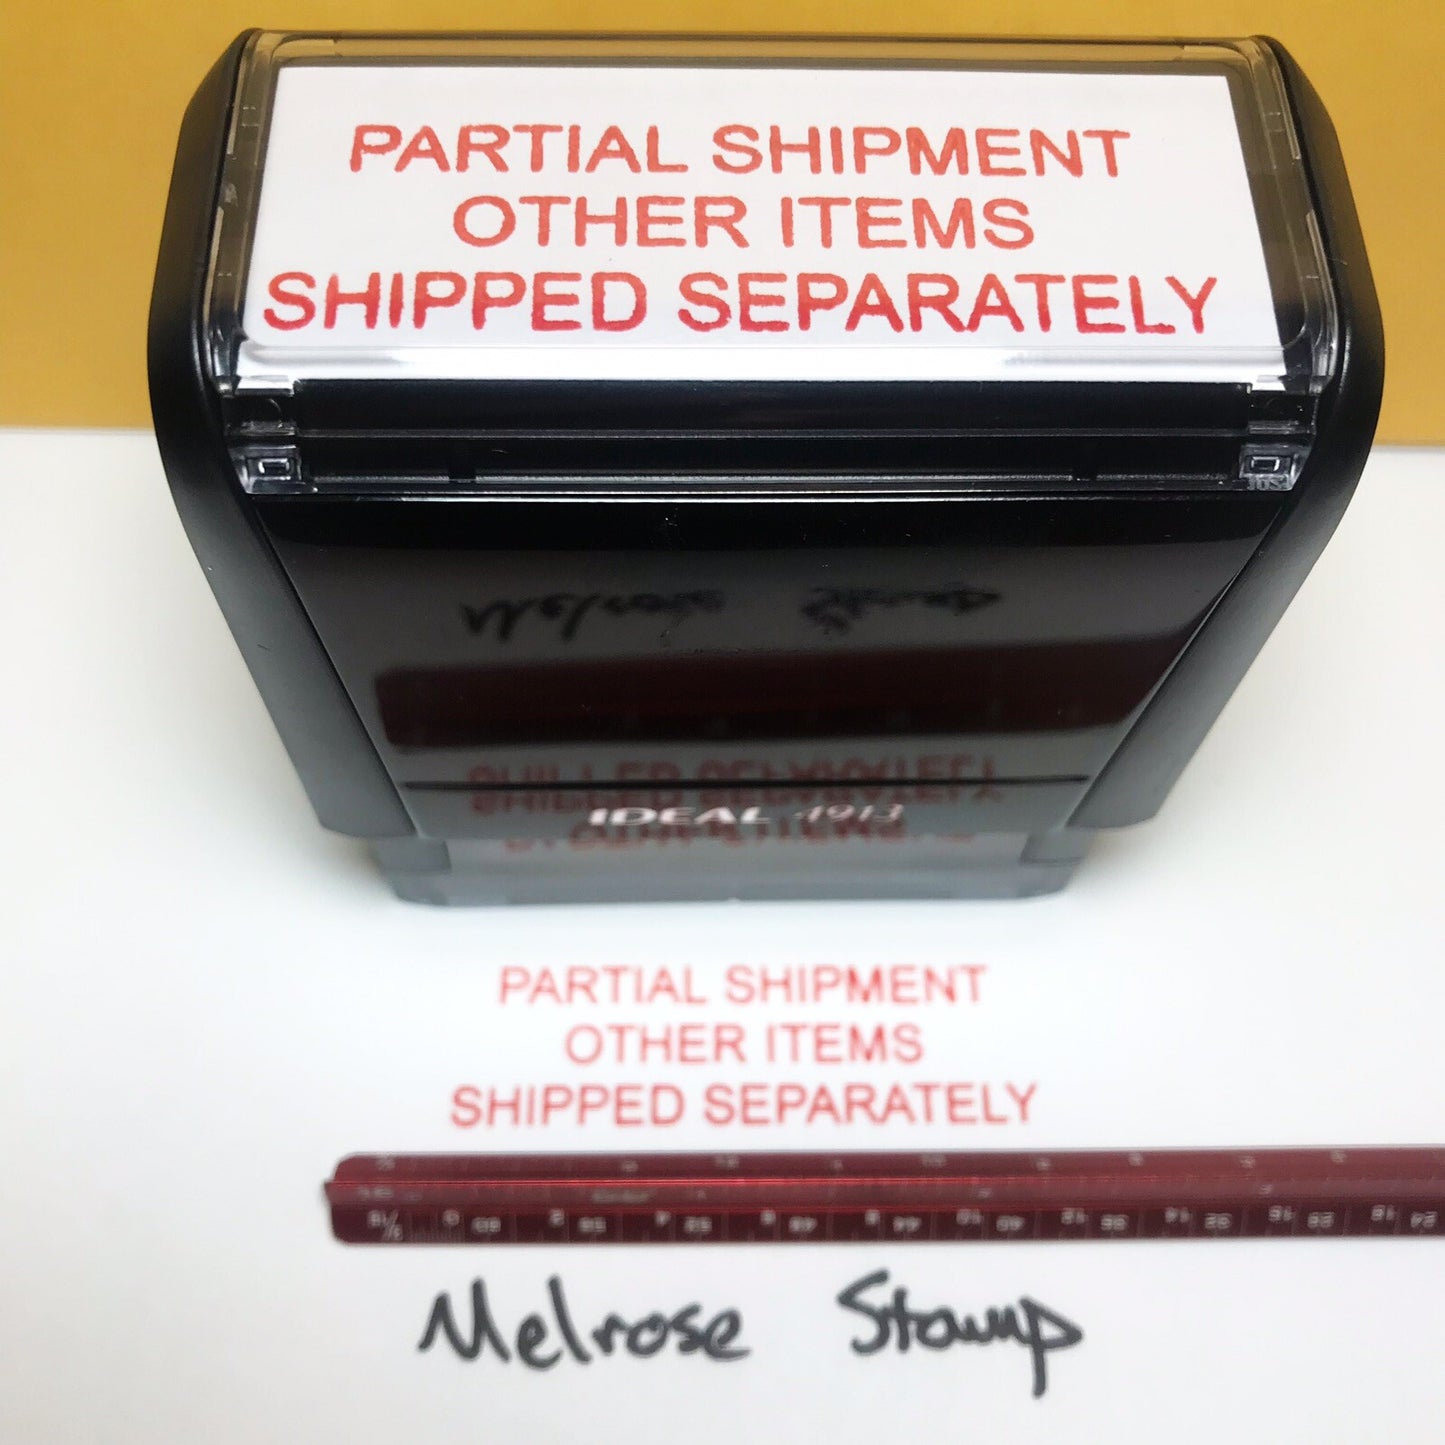 PARTIAL SHIPMENT
OTHER ITEMS
SHIPPED SEPARATELY
IDEAL 4913
PARTIAL SHIPMENT
OTHER ITEMS
SHIPPED SEPARATELY
Melrose Stamp